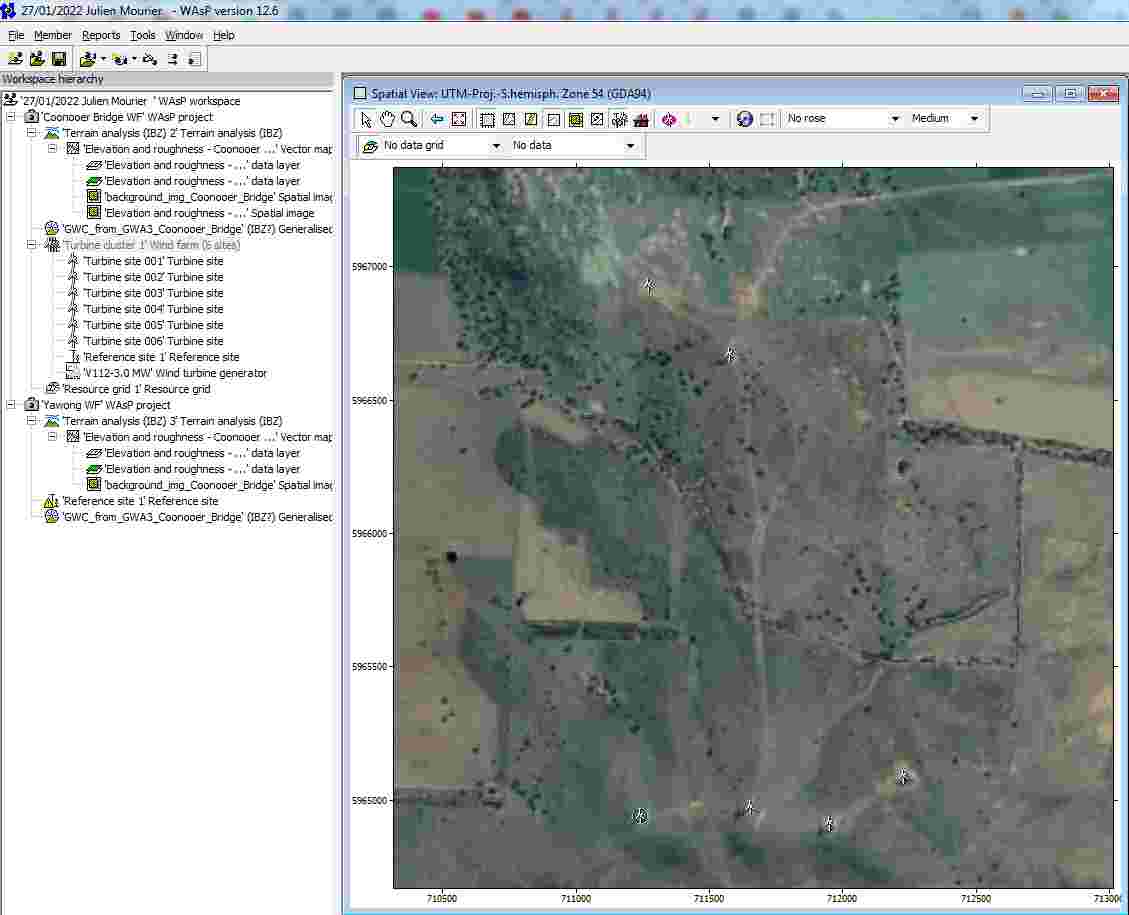 27/01/2022 Julien Mourier - WAsP version 12.6
File Member Reports Tools Window Help
Workspace hierarchy
'27/01/2022 Julien Mourier ' WAsP workspace
'Coonooer Bridge WF' WAsP project
'Terrain analysis (IBZ) 2' Terrain analysis (IBZ)
'Elevation and roughness - Coonooer ...' Vector map
'Elevation and roughness - ...' data layer
'Elevation and roughness - ...' data layer
'background_img_Coonooer_Bridge' Spatial imag
'Elevation and roughness - ...' Spatial image
'GWC_from_GWA3_Coonooer_Bridge' (IBZ?) Generalised
'Turbine cluster 1' Wind farm (6 sites)
'Turbine site 001' Turbine site
'Turbine site 002' Turbine site
'Turbine site 003' Turbine site
'Turbine site 004' Turbine site
'Turbine site 005' Turbine site
'Turbine site 006' Turbine site
'Reference site 1' Reference site
'V112-3.0 MW' Wind turbine generator
'Resource grid 1' Resource grid
'Yawong WF' WAsP project
'Terrain analysis (IBZ) 3' Terrain analysis (IBZ)
'Elevation and roughness - Coonooer ...' Vector map
'Elevation and roughness - ...' data layer
'Elevation and roughness - ...' data layer
'background_img_Coonooer_Bridge' Spatial imag
'Reference site 1' Reference site
'GWC_from_GWA3_Coonooer_Bridge' (IBZ?) Generalised
Spatial View: UTM-Proj.-S.hemisph. Zone 54 (GDA94)
No rose Medium
No data grid No data
5967000
5966500
5966000
5965500
5965000
710500 711000 711500 712000 712500 713000